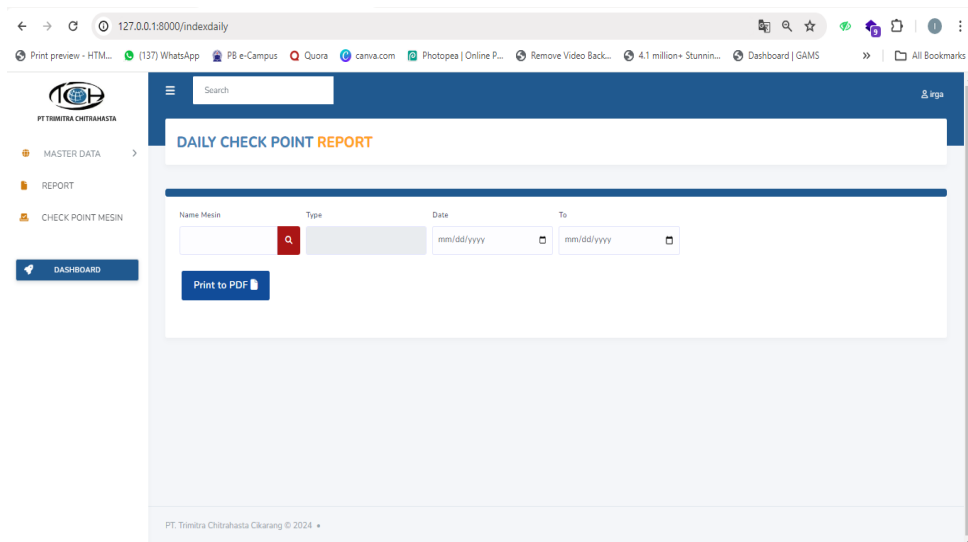 127.0.0.1:8000/indexdaily
9
I
Print preview - HTM... (137) WhatsApp PB e-Campus Quora canva.com Photopea | Online P... Remove Video Back... 4.1 million+ Stunnin... Dashboard | GAMS » All Bookmarks
TCH
PT TRIMITRA CHITRAHASTA
Search
irga
DAILY CHECK POINT REPORT
MASTER DATA
REPORT
CHECK POINT MESIN
DASHBOARD
Name Mesin Type Date To
mm/dd/yyyy mm/dd/yyyy
Print to PDF
PT. Trimitra Chitrahasta Cikarang © 2024